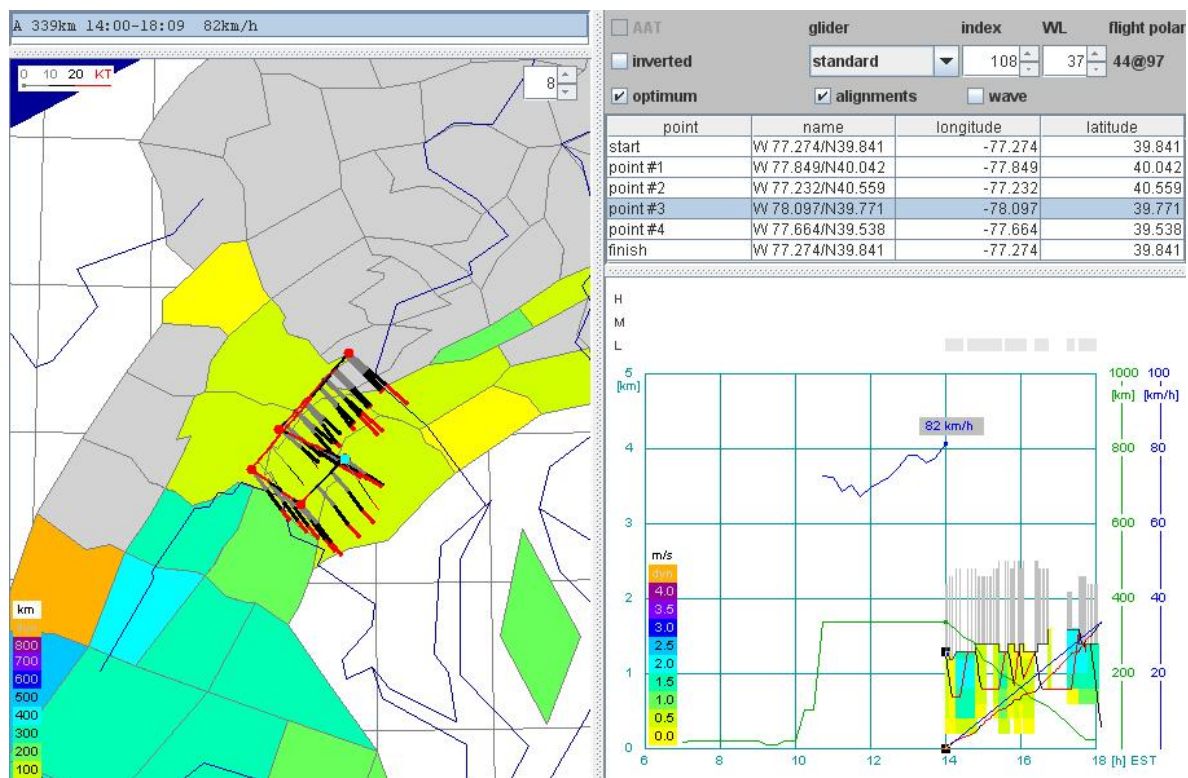 A 339km 14:00-18:09 82km/h
0 10 20 KT
8
km
800
700
600
500
400
300
200
100
AAT glider index WL flight polar
inverted standard 108 37 44@97
optimum alignments wave
point name longitude latitude
start W 77.274/N39.841 -77.274 39.841
point #1 W 77.849/N40.042 -77.849 40.042
point #2 W 77.232/N40.559 -77.232 40.559
point #3 W 78.097/N39.771 -78.097 39.771
point #4 W 77.664/N39.538 -77.664 39.538
finish W 77.274/N39.841 -77.274 39.841
H
M
L
5 1000 100
[km] [km] [km/h]
82 km/h
4 800 80
3 600 60
m/s
dyn
4.0
3.5
3.0
2.5
2.0
1.5
1.0
0.5
0.0
2 400 40
1 200 20
0 0 0
6 8 10 12 14 16 18 [h] EST